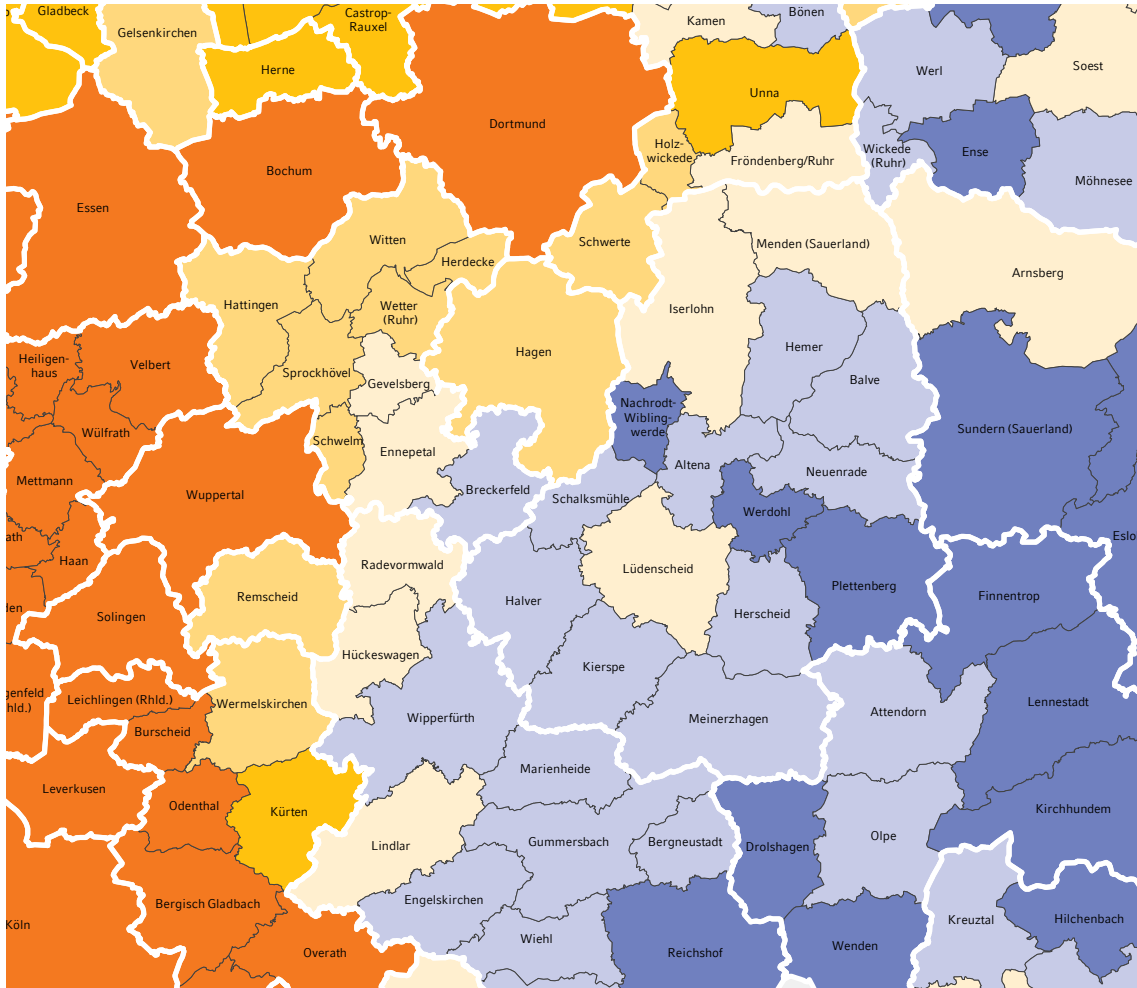 Gladbeck
Castrop-
Rauxel
Kamen
Bönen
Gelsenkirchen
Herne
Werl
Soest
Unna
Dortmund
Holz-
wickede
Fröndenberg/Ruhr
Wickede
(Ruhr)
Ense
Bochum
Möhnesee
Essen
Witten
Schwerte
Menden (Sauerland)
Herdecke
Arnsberg
Hattingen
Wetter
(Ruhr)
Iserlohn
Hagen
Hemer
Heiligen-
haus
Velbert
Sprockhövel
Gevelsberg
Balve
Nachrodt-
Wibling-
werde
Wülfrath
Schwelm
Ennepetal
Sundern (Sauerland)
Altena
Neuenrade
Mettmann
Wuppertal
Breckerfeld
Schalksmühle
Werdohl
ath
Eslo
Haan
Radevormwald
Lüdenscheid
Plettenberg
Finnentrop
den
Remscheid
Halver
Herscheid
Solingen
Hückeswagen
Kierspe
genfeld
hld.)
Leichlingen (Rhld.)
Wermelskirchen
Lennestadt
Attendorn
Wipperfürth
Meinerzhagen
Burscheid
Marienheide
Leverkusen
Odenthal
Kürten
Kirchhundem
Lindlar
Gummersbach
Bergneustadt
Drolshagen
Olpe
Bergisch Gladbach
Engelskirchen
Köln
Kreuztal
Hilchenbach
Wiehl
Overath
Reichshof
Wenden